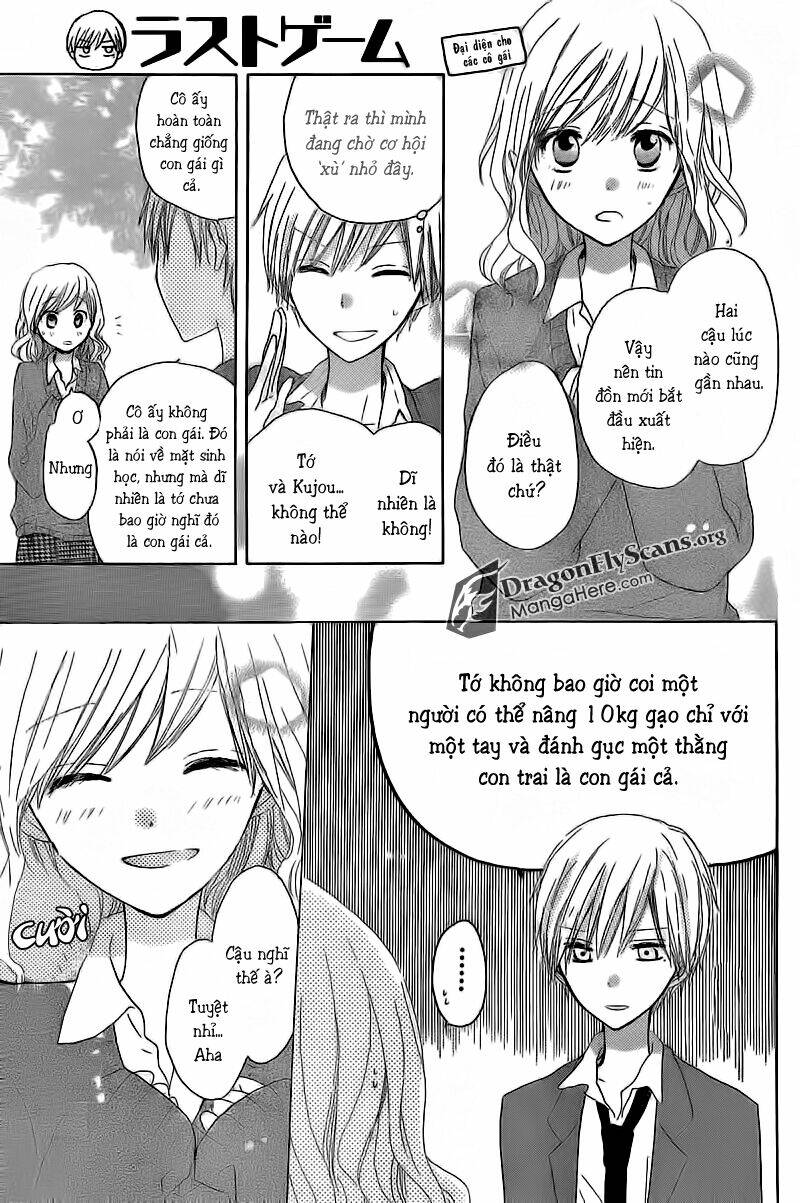 ラストゲーム
Đại diện cho
các cô gái
Hai
cậu lúc
nào cũng
gần nhau.
Vậy
nên tin
đồn mới bắt
đầu xuất
hiện.
Điều
đó là thật
chứ?
Thật ra thì mình
đang chờ cơ hội
'xù' nhỏ đây.
Dĩ
nhiên là
không!
Tớ
và Kujou...
không thể
nào!
Cô ấy
hoàn toàn
chẳng giống
con gái gì
cả.
Cô ấy không
phải là con gái. Đó
là nói về mặt sinh
học, nhưng mà dĩ
nhiên là tớ chưa
bao giờ nghĩ đó
là con gái cả.
Ơ
Nhưng
DragonFlyScans.org
MangaHere.com
Tớ không bao giờ coi một
người có thể nâng 10kg gạo chỉ với
một tay và đánh gục một thằng
con trai là con gái cả.
......
cười
Cậu nghĩ
thế à?
Tuyệt
nhỉ...
Aha